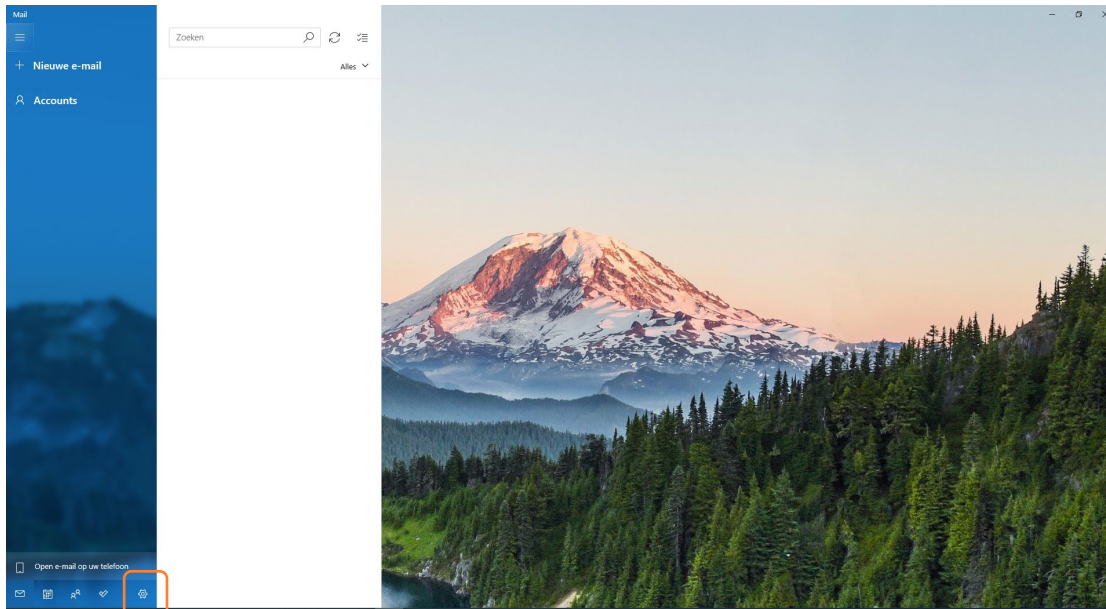 Mail
Zoeken
Nieuwe e-mail
Alles
Accounts
Open e-mail op uw telefoon